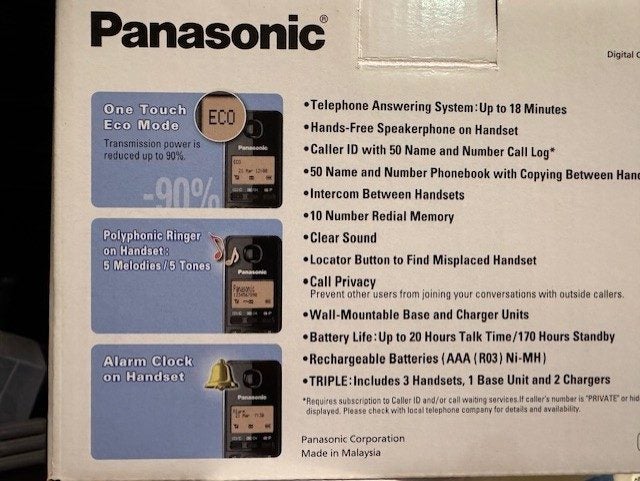 Panasonic®
Digital
One Touch
Eco Mode
ECO
Transmission power is
reduced up to 90%.
Panasonic
ECO
-90%
Polyphonic Ringer
on Handset:
5 Melodies/5 Tones
Panasonic
Panasonic
Alarm Clock
on Handset
Panasonic
Alarm
•Telephone Answering System:Up to 18 Minutes
•Hands-Free Speakerphone on Handset
•Caller ID with 50 Name and Number Call Log*
•50 Name and Number Phonebook with Copying Between
•Intercom Between Handsets
•10 Number Redial Memory
•Clear Sound
•Locator Button to Find Misplaced Handset
•Call Privacy
Prevent other users from joining your conversations with outside callers.
•Wall-Mountable Base and Charger Units
•Battery Life:Up to 20 Hours Talk Time/170 Hours Standby
•Rechargeable Batteries (AAA (R03) Ni-MH)
•TRIPLE:Includes 3 Handsets, 1 Base Unit and 2 Chargers
*Requires subscription to Caller ID and/or call waiting services.If caller's number is "PRIVATE" or
displayed. Please check with local telephone company for details and availability.
Panasonic Corporation
Made in Malaysia